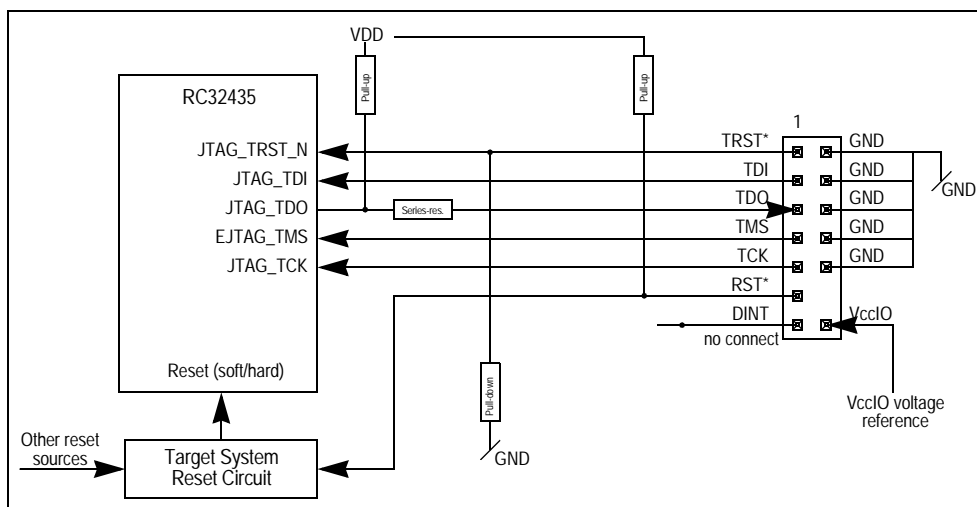 VDD
Pull-up
Pull-up
RC32435
1
JTAG_TRST_N
TRST*
GND
JTAG_TDI
TDI
GND
GND
JTAG_TDO
Series-res.
TDO
GND
EJTAG_TMS
TMS
GND
JTAG_TCK
TCK
GND
RST*
DINT
VccIO
no connect
Reset (soft/hard)
Pull-down
VccIO voltage
reference
Other reset
sources
Target System
Reset Circuit
GND